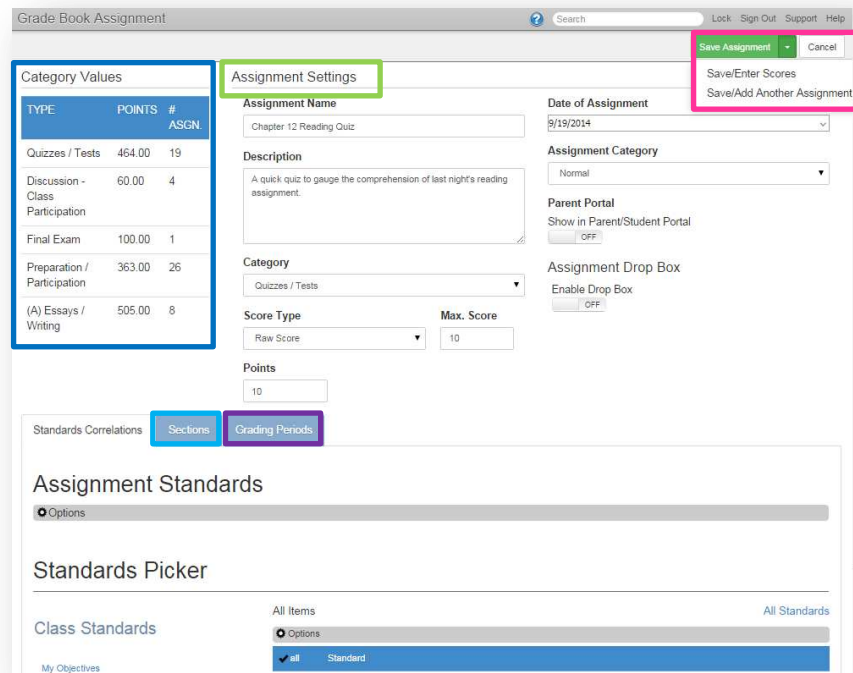 Grade Book Assignment
? Search Lock Sign Out Support Help
Save Assignment Cancel
Save/Enter Scores
Save/Add Another Assignment
Category Values
TYPE POINTS # ASGN.
Quizzes / Tests 464.00 19
Discussion - Class Participation 60.00 4
Final Exam 100.00 1
Preparation / Participation 363.00 26
(A) Essays / Writing 505.00 8
Assignment Settings
Assignment Name
Chapter 12 Reading Quiz
Description
A quick quiz to gauge the comprehension of last night's reading
assignment.
Category
Quizzes / Tests
Score Type Max. Score
Raw Score 10
Points
10
Date of Assignment
9/19/2014
Assignment Category
Normal
Parent Portal
Show in Parent/Student Portal
OFF
Assignment Drop Box
Enable Drop Box
OFF
Standards Correlations Sections Grading Periods
Assignment Standards
Options
Standards Picker
Class Standards
My Objectives
All Items All Standards
Options
all Standard